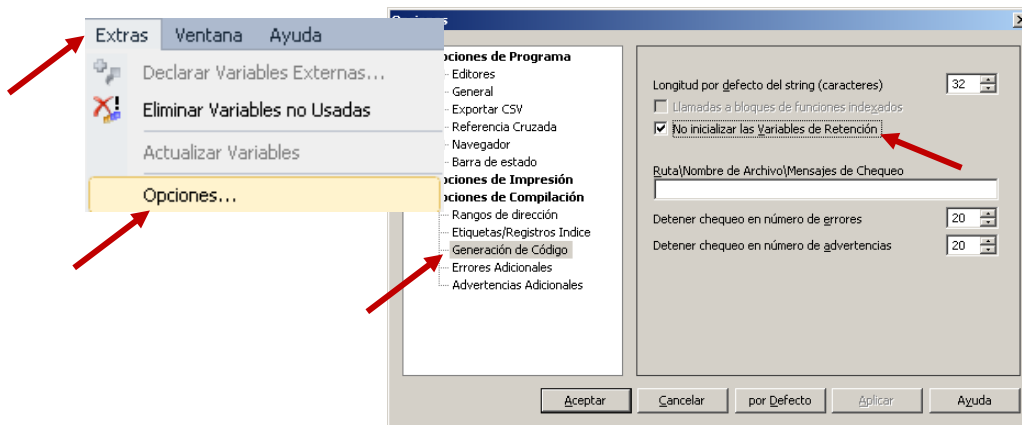 Extras Ventana Ayuda
Declarar Variables Externas...
Eliminar Variables no Usadas
Actualizar Variables
Opciones...
pciones de Programa
Editores
General
Exportar CSV
Referencia Cruzada
Navegador
Barra de estado
pciones de Impresión
pciones de Compilación
Rangos de dirección
Etiquetas/Registros Indice
Generación de Código
Errores Adicionales
Advertencias Adicionales
Longitud por defecto del string (caracteres) 32
Llamadas a bloques de funciones indexados
No inicializar las Variables de Retención
Ruta\Nombre de Archivo\Mensajes de Chequeo
Detener chequeo en número de errores 20
Detener chequeo en número de advertencias 20
Aceptar Cancelar por Defecto Aplicar Ayuda